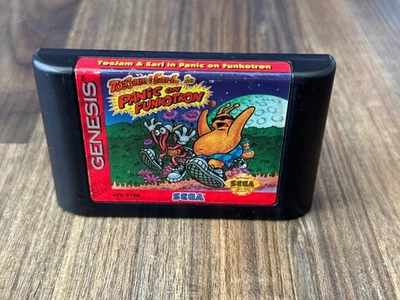 ToeJam & Earl in Panic on Funkotron
GENESIS
ToeJam & Earl in
PANIC ON
FUNKOTRON
SEGA
SEGA